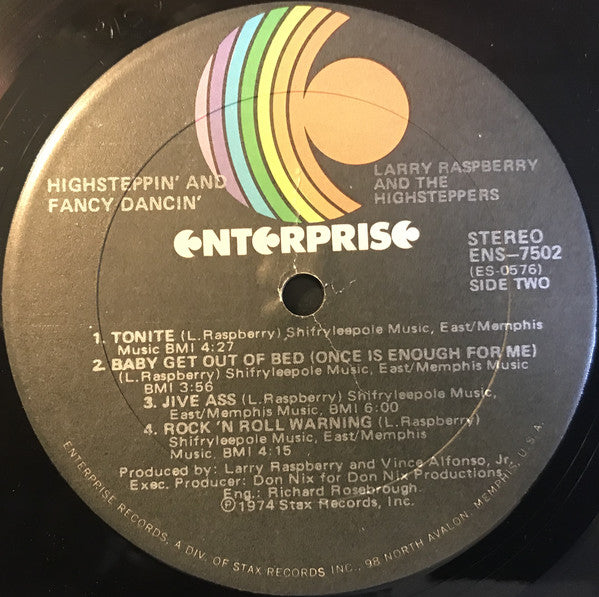 HIGHSTEPPIN' AND
FANCY DANCIN'
LARRY RASPBERRY
AND THE
HIGHSTEPPERS
ENTERPRISE
STEREO
ENS-7502
(ES-0576)
SIDE TWO
1. TONITE (L.Raspberry) Shifryleepole Music, East/Memphis
Music BMI 4:27
2. BABY GET OUT OF BED (ONCE IS ENOUGH FOR ME)
(L.Raspberry) Shifryleepole Music, East/Memphis Music
BMI 3:56
3. JIVE ASS (L.Raspberry) Shifryleepole Music,
East/Memphis Music, BMI 6:00
4. ROCK 'N ROLL WARNING (L.Raspberry)
Shifryleepole Music, East/Memphis
Music, BMI 4:15
Produced by: Larry Raspberry and Vince Alfonso, Jr.
Exec. Producer: Don Nix for Don Nix Productions
Eng.: Richard Rosebrough
℗1974 Stax Records, Inc.
ENTERPRISE RECORDS, A DIV. OF STAX RECORDS INC., 98 NORTH AVALON, MEMPHIS, U.S.A.